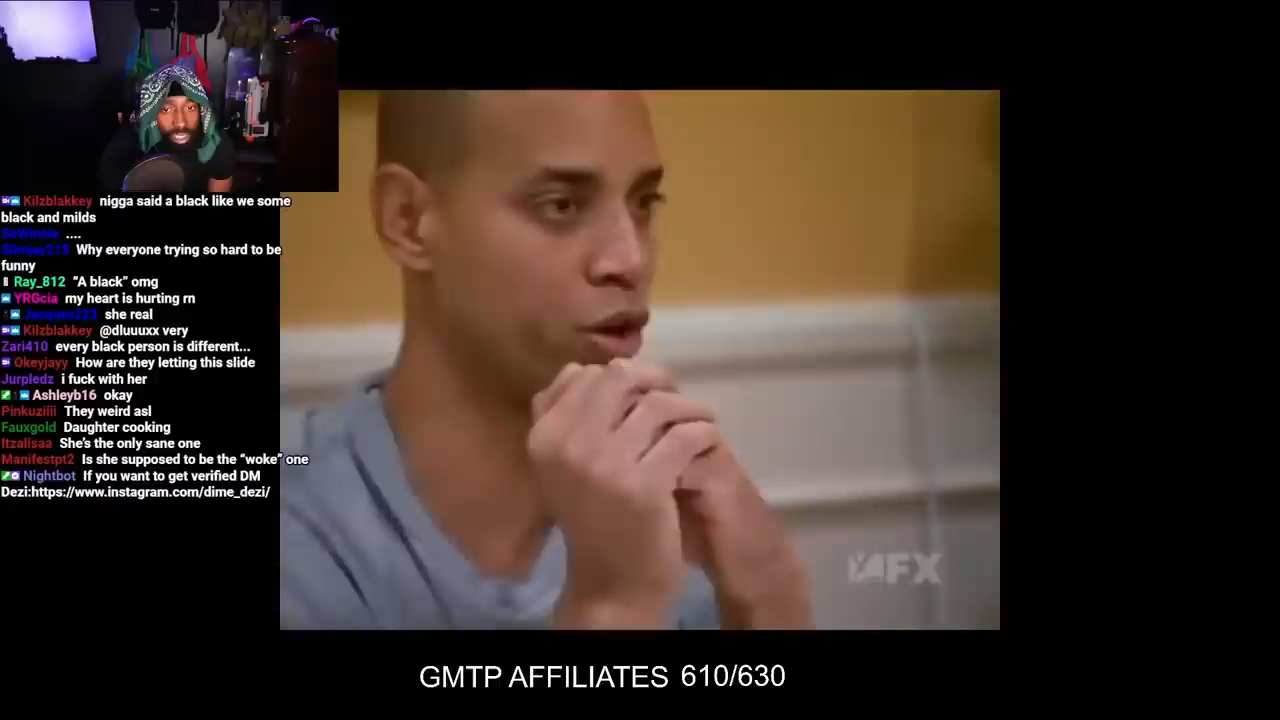 Kilzblakkey nigga said a black like we some
black and milds
SoWinnie ....
Slimjay215 Why everyone trying so hard to be
funny
Ray_812 “A black” omg
YRGcia my heart is hurting rn
Jacques223 she real
Kilzblakkey @dluuuxx very
Zari410 every black person is different...
Okeyjayy How are they letting this slide
Jurpledz i fuck with her
Ashleyb16 okay
Pinkuziiii They weird asl
Fauxgold Daughter cooking
Itzalisaa She's the only sane one
Manifestpt2 Is she supposed to be the “woke” one
Nightbot If you want to get verified DM
Dezi:https://www.instagram.com/dime_dezi/
FX
GMTP AFFILIATES 610/630